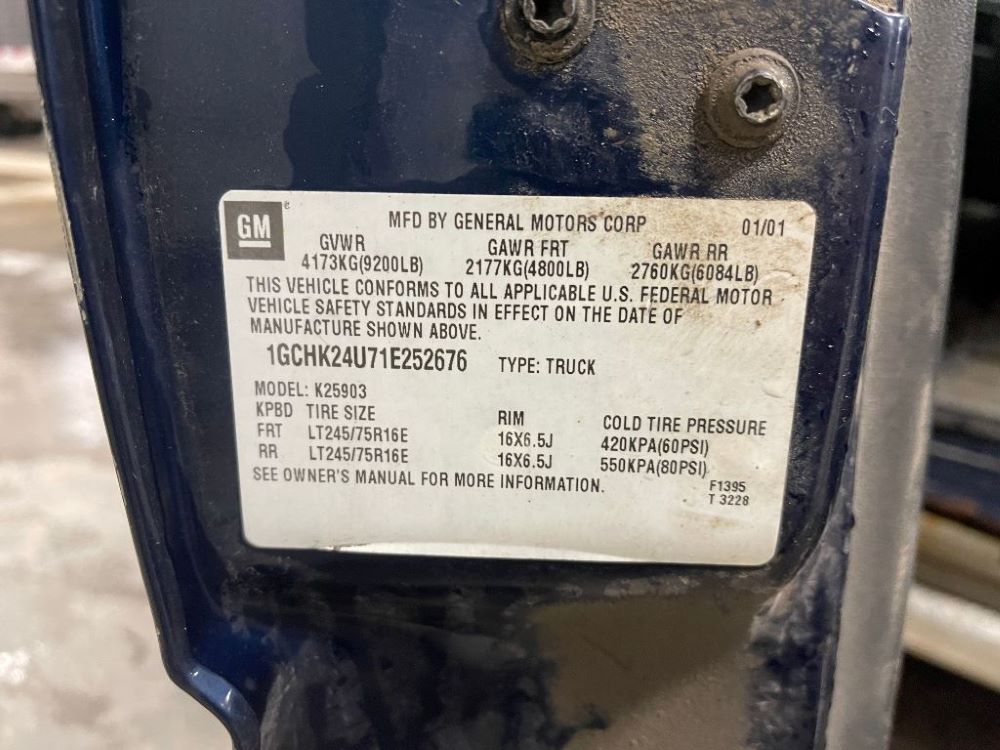 GM
MFD BY GENERAL MOTORS CORP 01/01
GVWR GAWR FRT GAWR RR
4173KG(9200LB) 2177KG(4800LB) 2760KG(6084LB)
THIS VEHICLE CONFORMS TO ALL APPLICABLE U.S. FEDERAL MOTOR
VEHICLE SAFETY STANDARDS IN EFFECT ON THE DATE OF
MANUFACTURE SHOWN ABOVE.
1GCHK24U71E252676 TYPE: TRUCK
MODEL: K25903
KPBD TIRE SIZE RIM COLD TIRE PRESSURE
FRT LT245/75R16E 16X6.5J 420KPA(60PSI)
RR LT245/75R16E 16X6.5J 550KPA(80PSI)
SEE OWNER'S MANUAL FOR MORE INFORMATION.
F1395
T 3228